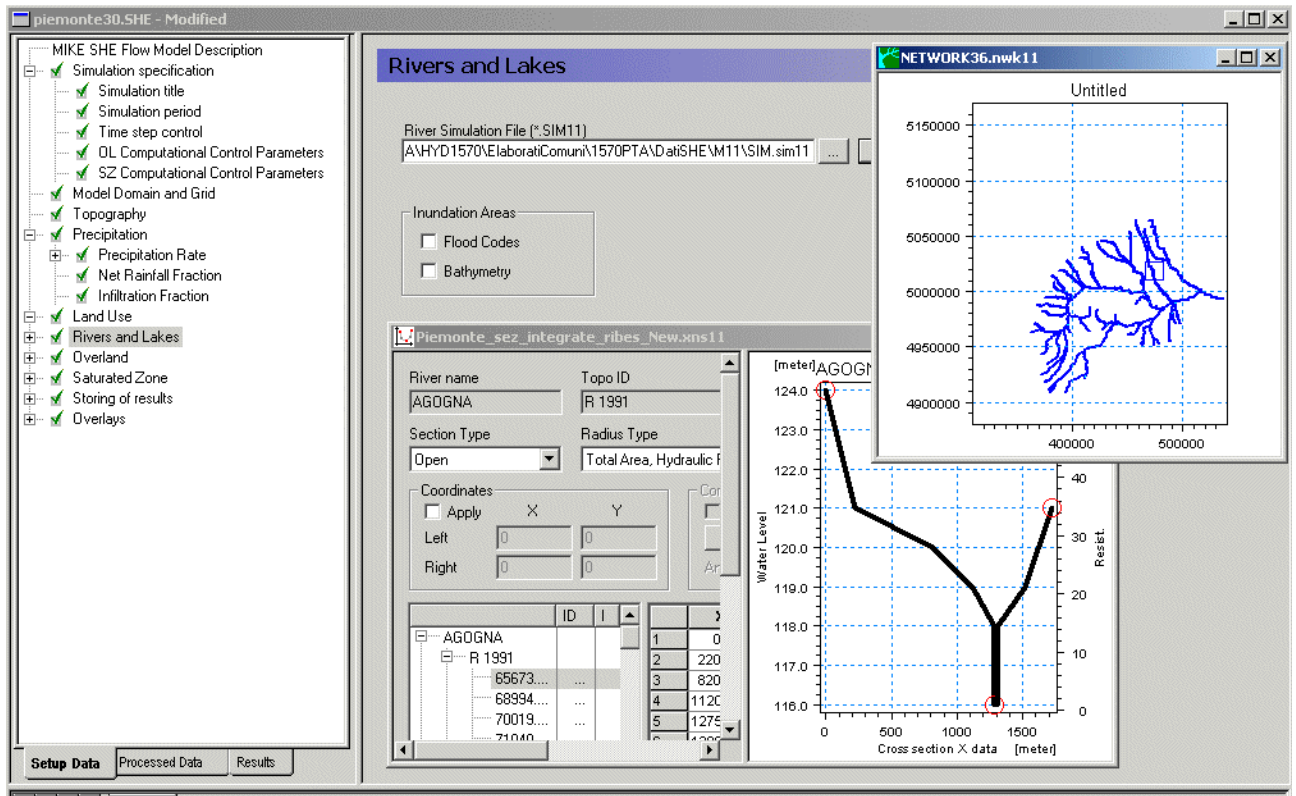 piemonte30.SHE - Modified
MIKE SHE Flow Model Description
Simulation specification
Simulation title
Simulation period
Time step control
OL Computational Control Parameters
SZ Computational Control Parameters
Model Domain and Grid
Topography
Precipitation
Precipitation Rate
Net Rainfall Fraction
Infiltration Fraction
Land Use
Rivers and Lakes
Overland
Saturated Zone
Storing of results
Overlays
Setup Data
Processed Data
Results
Rivers and Lakes
River Simulation File (*.SIM11)
A\HYD1570\ElaboratiComuni\1570PTA\DatiSHE\M11\SIM.sim11
...
Inundation Areas
Flood Codes
Bathymetry
Piemonte_sez_integrate_ribes_New.xns11
River name
Topo ID
AGOGNA
R 1991
Section Type
Radius Type
Open
Total Area, Hydraulic
Coordinates
Apply
X
Y
Left
0
0
Right
0
0
ID
I
AGOGNA
R 1991
65673....
...
68994....
...
70019....
...
71040
1
0
2
220
3
820
4
1120
5
1275
[meter]
124.0
123.0
122.0
121.0
120.0
119.0
118.0
117.0
116.0
Water Level
0
500
1000
1500
Cross section X data
[meter]
40
30
20
10
0
Resist.
NETWORK36.nwk11
Untitled
5150000
5100000
5050000
5000000
4950000
4900000
400000
500000